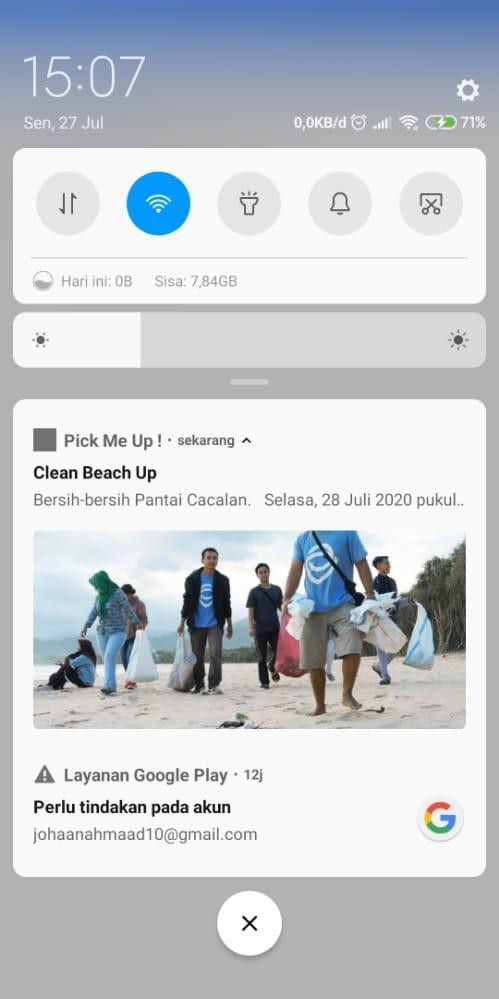 15:07
Sen, 27 Jul
0,0KB/d
71%
Hari ini: 0B Sisa: 7,84GB
Pick Me Up ! · sekarang
Clean Beach Up
Bersih-bersih Pantai Cacalan. Selasa, 28 Juli 2020 pukul..
Layanan Google Play · 12j
Perlu tindakan pada akun
johaanahmaad10@gmail.com